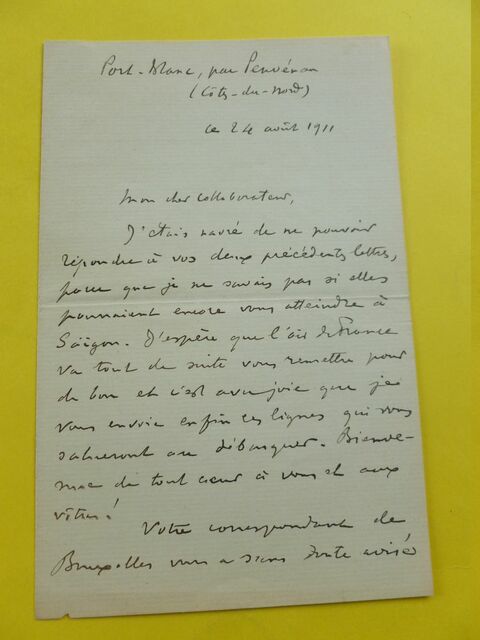 Port-Blanc, par Penvénan
(Côtes-du-Nord)
ce 24 août 1911
Mon cher collaborateur,
J'étais navré de ne pouvoir
répondre à vos deux précédentes lettres,
parce que je ne savais pas si elles
pourraient encore vous atteindre à
Saïgon. J'espère que l'air de France
va tout de suite vous remettre pour
de bon et c'est avec joie que je
vous envoie enfin ces lignes qui vous
salueront au débarquer. Bienve-
nue de tout cœur à vous et aux
vôtres!
Votre correspondant de
Bruxelles vous a sans doute avisé